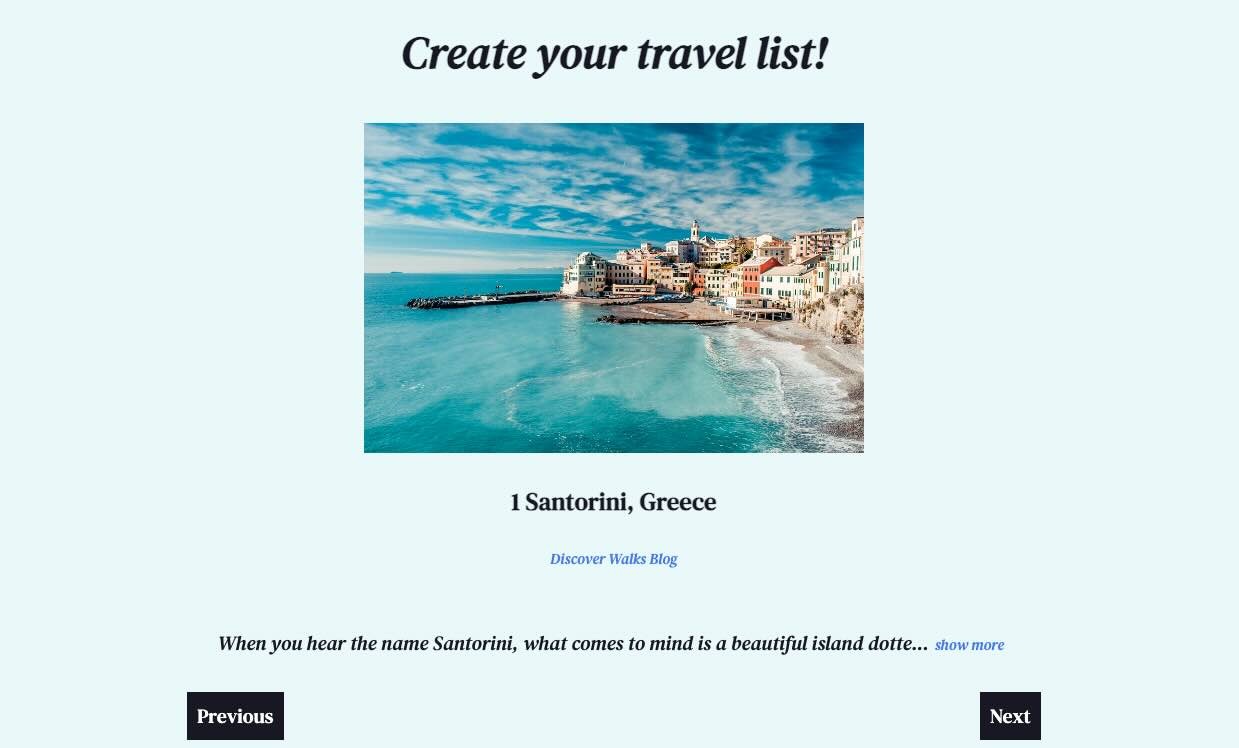 Create your travel list!
1 Santorini, Greece
Discover Walks Blog
When you hear the name Santorini, what comes to mind is a beautiful island dotte... show more
Previous
Next